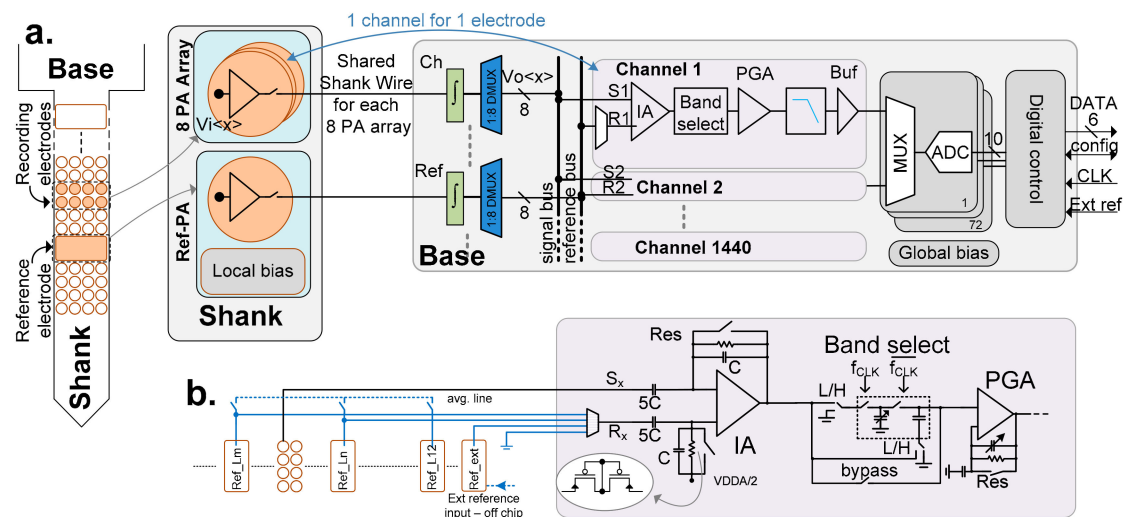 a.
1 channel for 1 electrode
Base
Recording
electrodes
Reference
electrode
Shank
8 PA Array
Vi<x>
Ref-PA
Local bias
Shank
Shared
Shank Wire
for each
8 PA array
Ch
∫
1:8 DMUX
Vo<x>
8
Ref
∫
1:8 DMUX
8
Base
signal bus
reference bus
Channel 1
S1
R1
IA
Band
select
PGA
Buf
S2
R2
Channel 2
Channel 1440
MUX
ADC
10
1
72
Global bias
Digital control
DATA
6
config
CLK
Ext ref
b.
avg. line
Ref_Lm
Ref_Ln
Ref_L12
Ref_ext
Ext reference
input – off chip
Sx
Rx
5C
5C
Res
C
IA
C
VDDA/2
Band select
fCLK
fCLK
L/H
L/H
bypass
PGA
Res